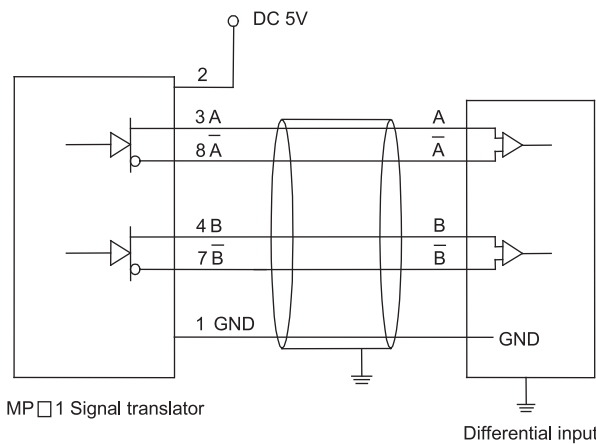 DC 5V
2
3 A A
8 A̅ A̅
4 B B
7 B̅ B̅
1 GND GND
MP□1 Signal translator
Differential input